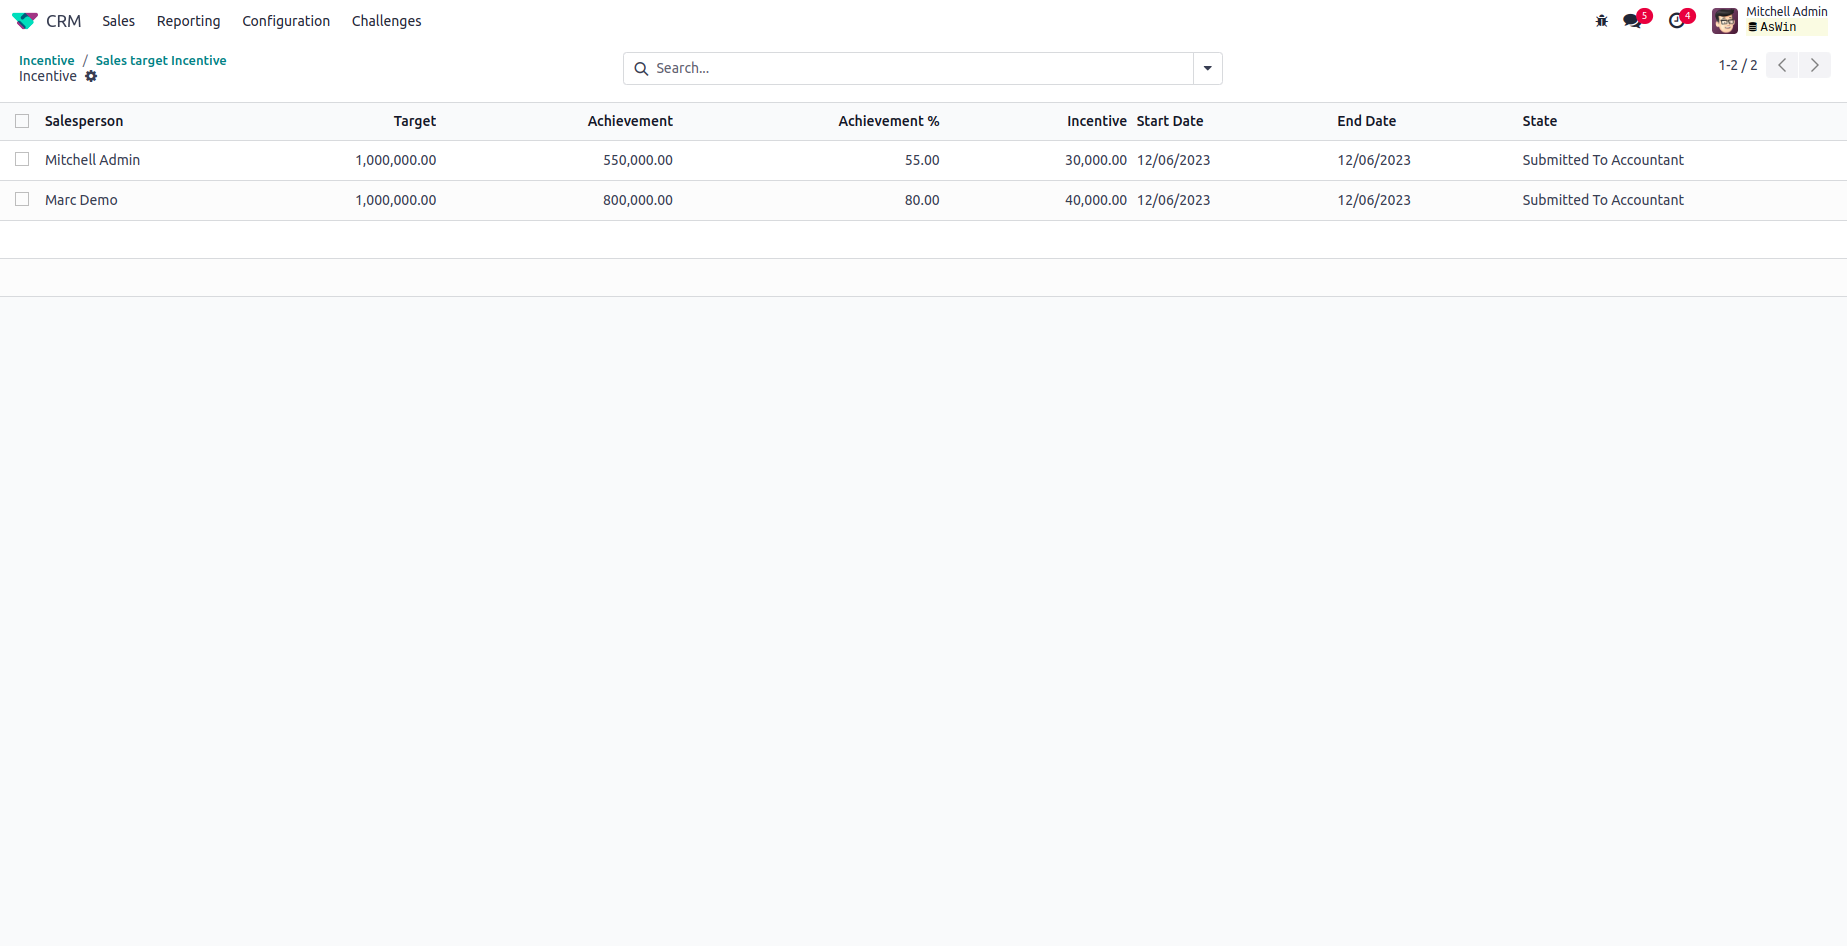 CRM Sales Reporting Configuration Challenges 5 4 Mitchell Admin
AsWin
Incentive / Sales target Incentive
Incentive
Search...
1-2 / 2
Salesperson Target Achievement Achievement % Incentive Start Date End Date State
Mitchell Admin 1,000,000.00 550,000.00 55.00 30,000.00 12/06/2023 12/06/2023 Submitted To Accountant
Marc Demo 1,000,000.00 800,000.00 80.00 40,000.00 12/06/2023 12/06/2023 Submitted To Accountant